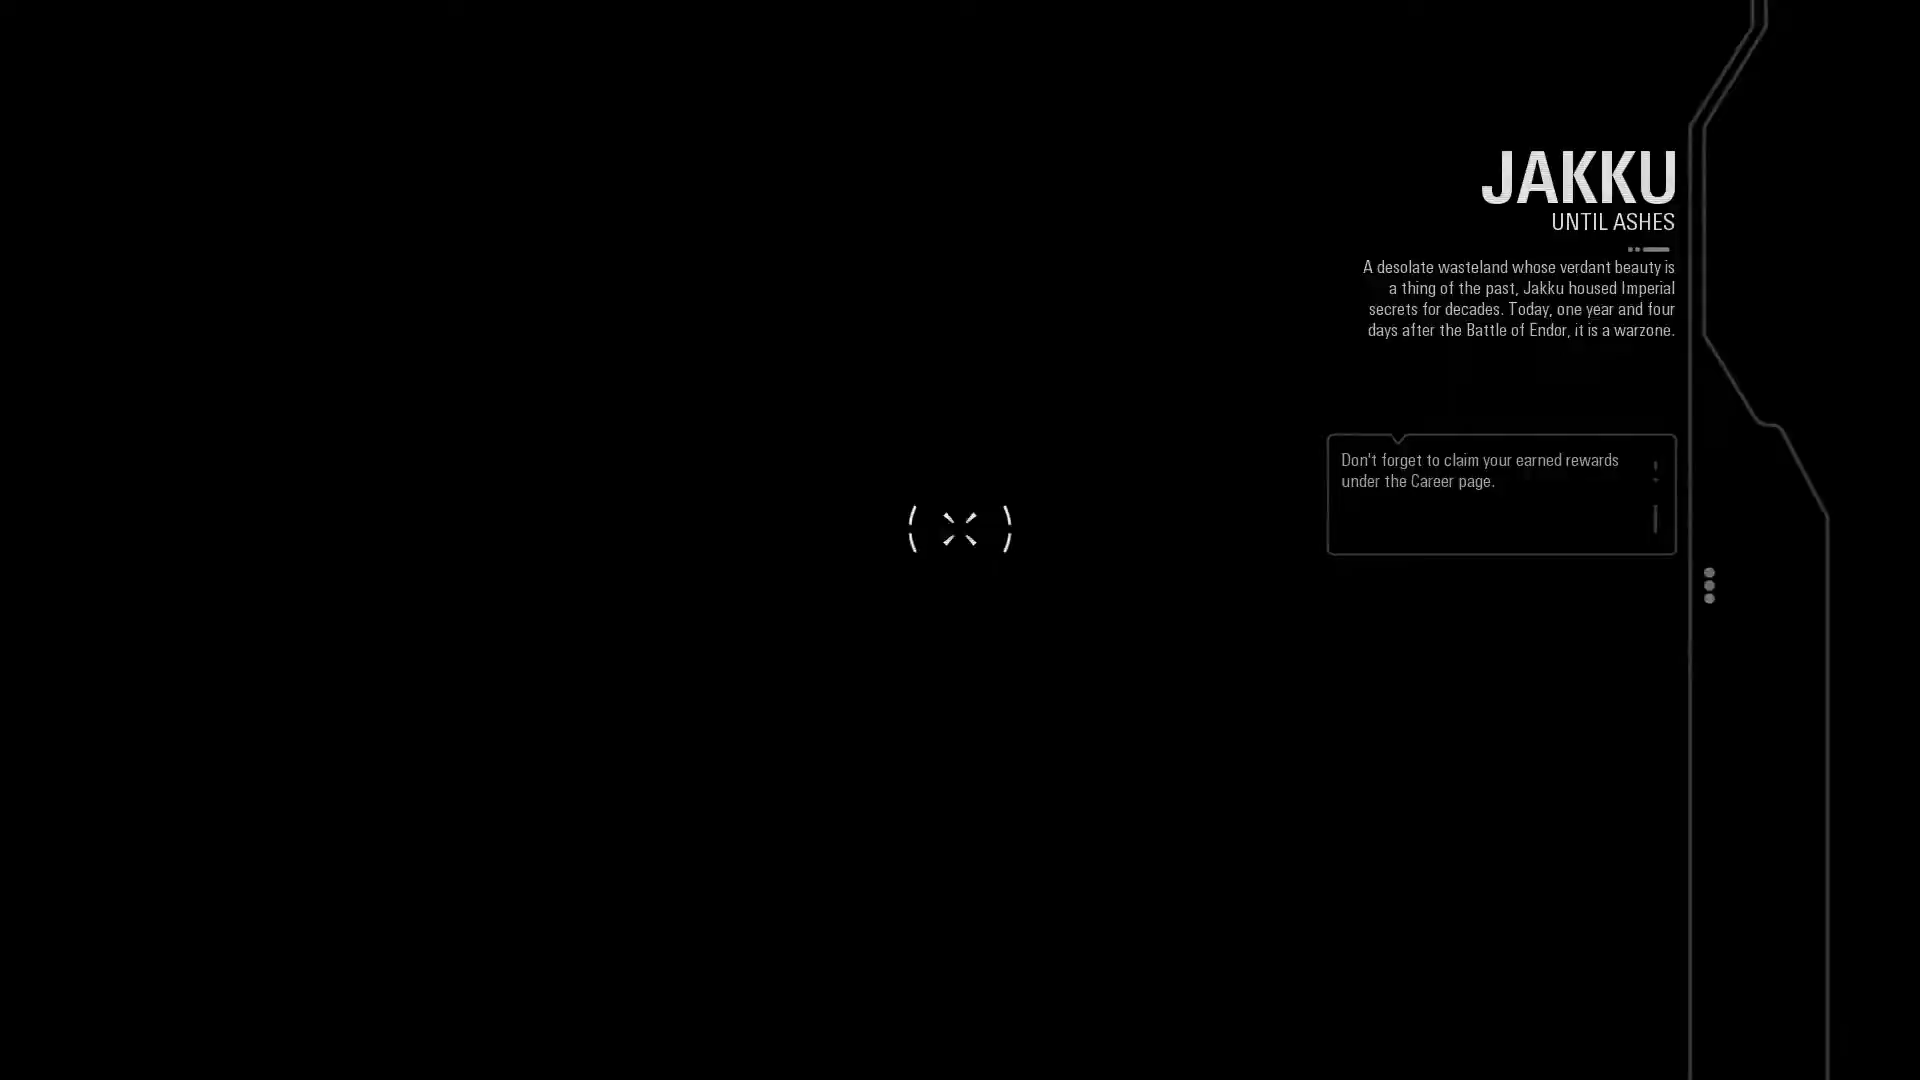 JAKKU
UNTIL ASHES
A desolate wasteland whose verdant beauty is
a thing of the past, Jakku housed Imperial
secrets for decades. Today, one year and four
days after the Battle of Endor, it is a warzone.
Don't forget to claim your earned rewards
under the Career page.